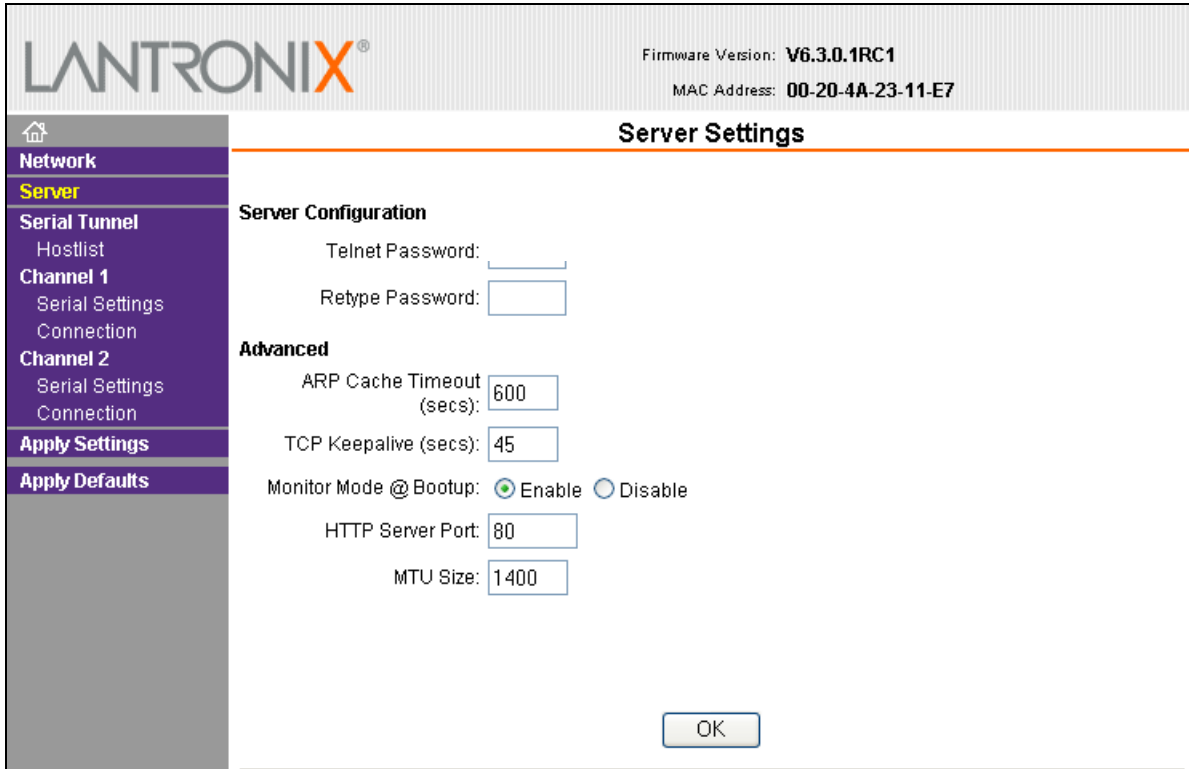 LANTRONIX®
Firmware Version: V6.3.0.1RC1
MAC Address: 00-20-4A-23-11-E7
Server Settings
Network
Server
Serial Tunnel
Hostlist
Channel 1
Serial Settings
Connection
Channel 2
Serial Settings
Connection
Apply Settings
Apply Defaults
Server Configuration
Telnet Password:
Retype Password:
Advanced
ARP Cache Timeout
(secs): 600
TCP Keepalive (secs): 45
Monitor Mode @ Bootup: Enable Disable
HTTP Server Port: 80
MTU Size: 1400
OK